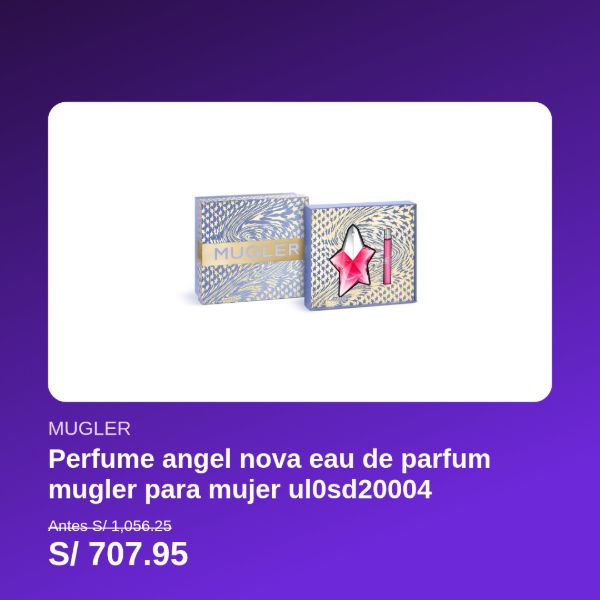 MUGLER
MUGLER
Perfume angel nova eau de parfum
mugler para mujer ul0sd20004
Antes S/ 1,056.25
S/ 707.95